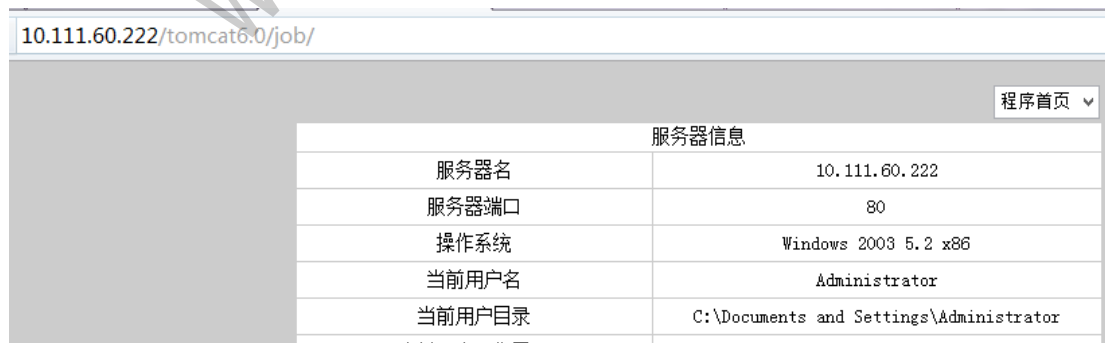 10.111.60.222/tomcat6.0/job/
程序首页
服务器信息
服务器名 10.111.60.222
服务器端口 80
操作系统 Windows 2003 5.2 x86
当前用户名 Administrator
当前用户目录 C:\Documents and Settings\Administrator